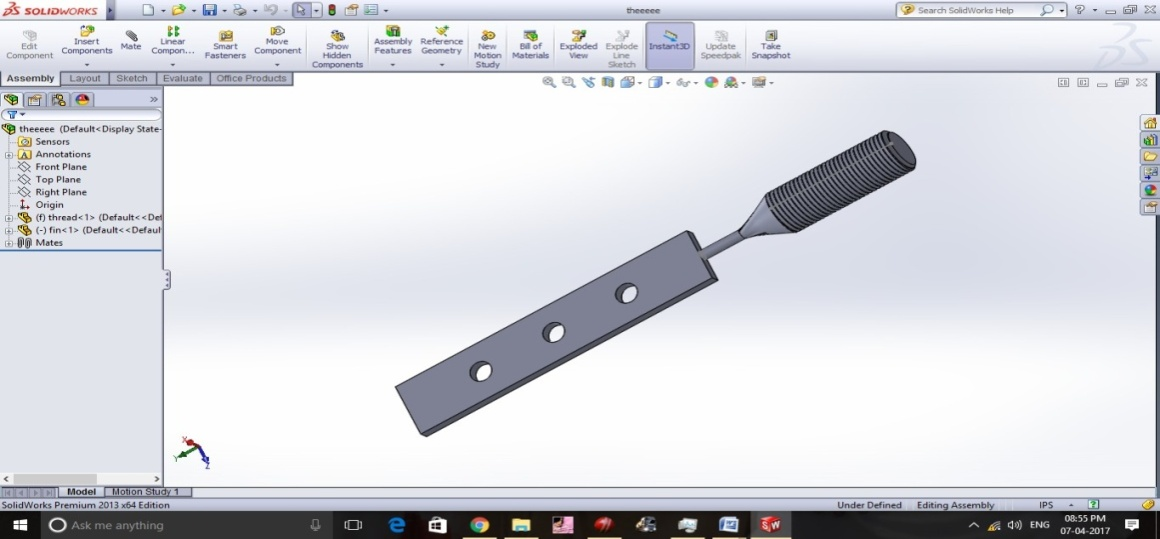 SOLIDWORKS
theeeee
Search SolidWorks Help
Edit Component
Insert Components
Mate
Linear Compon...
Smart Fasteners
Move Component
Show Hidden Components
Assembly Features
Reference Geometry
New Motion Study
Bill of Materials
Exploded View
Explode Line Sketch
Instant3D
Update Speedpak
Take Snapshot
Assembly
Layout
Sketch
Evaluate
Office Products
theeeee (Default<Display State-
Sensors
Annotations
Front Plane
Top Plane
Right Plane
Origin
(f) thread<1> (Default<<Def
(-) fin<1> (Default<<Defaul
Mates
X
Y
Z
Model
Motion Study 1
SolidWorks Premium 2013 x64 Edition
Under Defined
Editing Assembly
IPS
Ask me anything
ENG
08:55 PM
07-04-2017